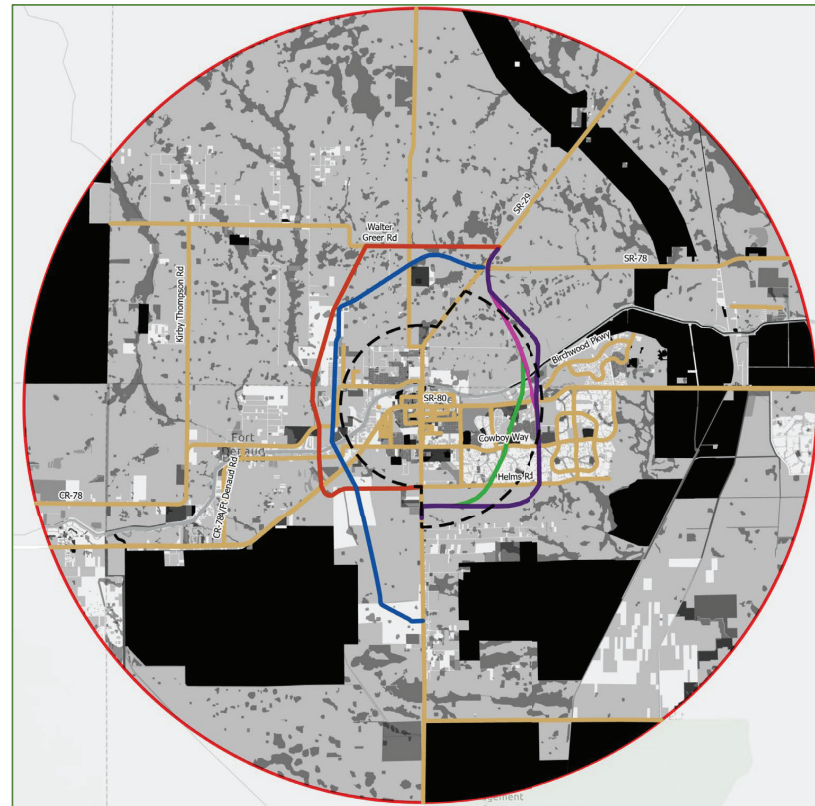 SR-29
Walter
Greer Rd
SR-78
Kirby Thompson Rd
Birchwood Pkwy
SR-80
Cowboy Way
Fort
Denaud
Helms Rd
CR-78
CR-78A/Ft Denaud Rd